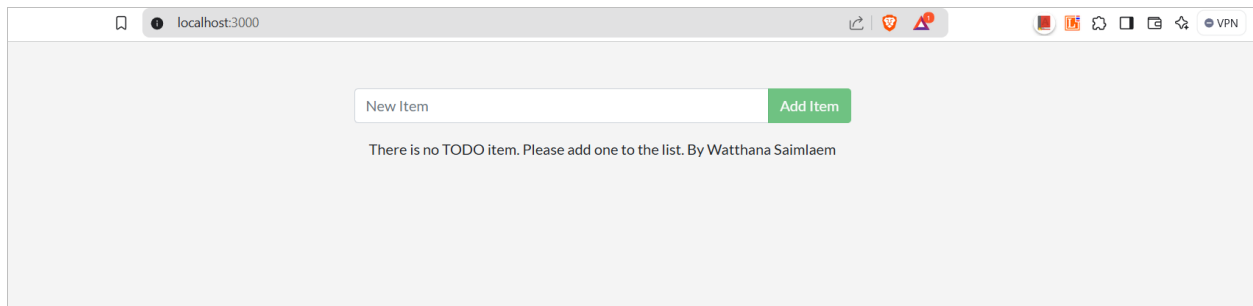 localhost:3000
VPN
New Item
Add Item
There is no TODO item. Please add one to the list. By Watthana Saimlaem